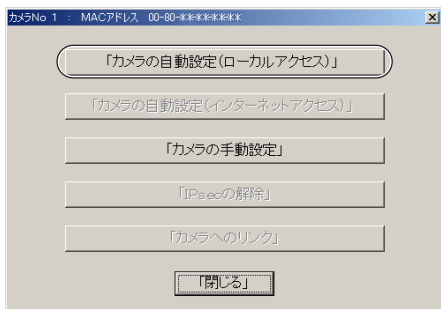 カメラNo 1 : MACアドレス 00-80-**-**-**-**
「カメラの自動設定(ローカルアクセス)」
「カメラの自動設定(インターネットアクセス)」
「カメラの手動設定」
「IPsecの解除」
「カメラへのリンク」
「閉じる」